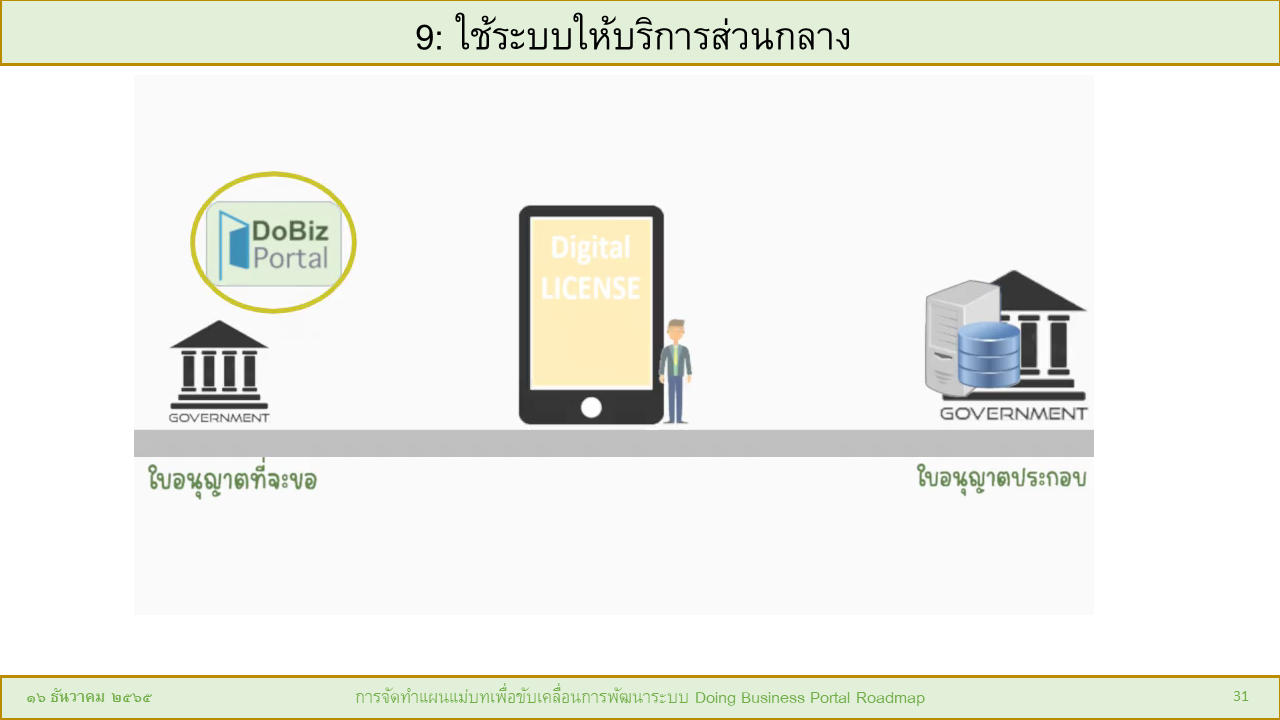 9: ใช้ระบบให้บริการส่วนกลาง
DoBiz
Portal
Digital
LICENSE
GOVERNMENT
GOVERNMENT
ใบอนุญาตที่จะขอ
ใบอนุญาตประกอบ
๑๖ ธันวาคม ๒๕๖๕
การจัดทำแผนแม่บทเพื่อขับเคลื่อนการพัฒนาระบบ Doing Business Portal Roadmap
31